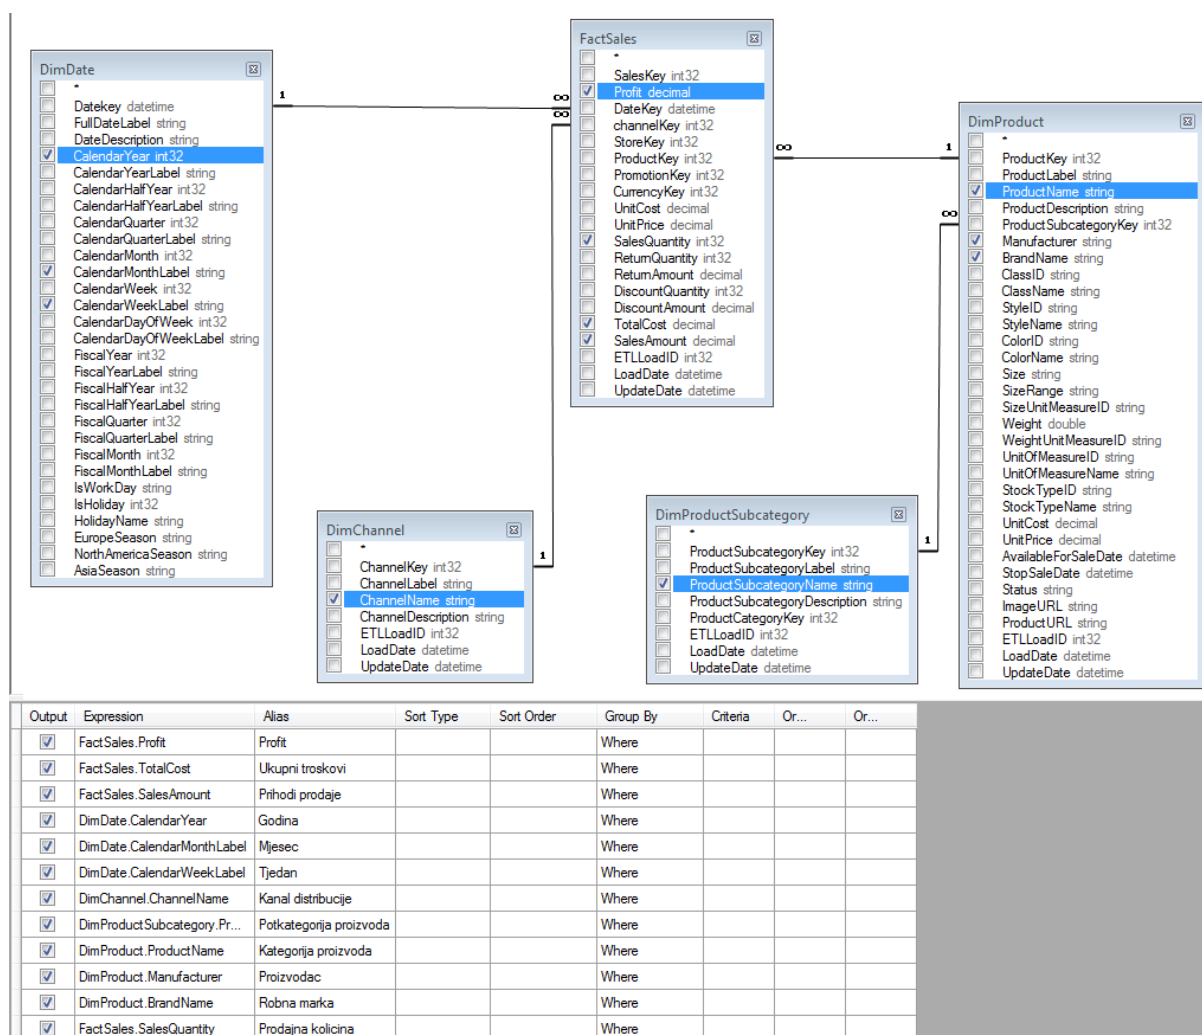 DimDate
*
Datekey datetime
FullDateLabel string
DateDescription string
CalendarYear int32
CalendarYearLabel string
CalendarHalfYear int32
CalendarHalfYearLabel string
CalendarQuarter int32
CalendarQuarterLabel string
CalendarMonth int32
CalendarMonthLabel string
CalendarWeek int32
CalendarWeekLabel string
CalendarDayOfWeek int32
CalendarDayOfWeekLabel string
FiscalYear int32
FiscalYearLabel string
FiscalHalfYear int32
FiscalHalfYearLabel string
FiscalQuarter int32
FiscalQuarterLabel string
FiscalMonth int32
FiscalMonthLabel string
IsWorkDay string
IsHoliday int32
HolidayName string
EuropeSeason string
NorthAmericaSeason string
AsiaSeason string
1
∞
∞
FactSales
*
SalesKey int32
Profit decimal
DateKey datetime
channelKey int32
StoreKey int32
ProductKey int32
PromotionKey int32
CurrencyKey int32
UnitCost decimal
UnitPrice decimal
SalesQuantity int32
ReturnQuantity int32
ReturnAmount decimal
DiscountQuantity int32
DiscountAmount decimal
TotalCost decimal
SalesAmount decimal
ETLLoadID int32
LoadDate datetime
UpdateDate datetime
∞
1
∞
DimProduct
*
ProductKey int32
ProductLabel string
ProductName string
ProductDescription string
ProductSubcategoryKey int32
Manufacturer string
BrandName string
ClassID string
ClassName string
StyleID string
StyleName string
ColorID string
ColorName string
Size string
SizeRange string
SizeUnitMeasureID string
Weight double
WeightUnitMeasureID string
UnitOfMeasureID string
UnitOfMeasureName string
StockTypeID string
StockTypeName string
UnitCost decimal
UnitPrice decimal
AvailableForSaleDate datetime
StopSaleDate datetime
Status string
ImageURL string
ProductURL string
ETLLoadID int32
LoadDate datetime
UpdateDate datetime
DimChannel
*
ChannelKey int32
ChannelLabel string
ChannelName string
ChannelDescription string
ETLLoadID int32
LoadDate datetime
UpdateDate datetime
1
DimProductSubcategory
*
ProductSubcategoryKey int32
ProductSubcategoryLabel string
ProductSubcategoryName string
ProductSubcategoryDescription string
ProductCategoryKey int32
ETLLoadID int32
LoadDate datetime
UpdateDate datetime
1
Output Expression Alias Sort Type Sort Order Group By Criteria Or... Or...
FactSales.Profit Profit Where
FactSales.TotalCost Ukupni troskovi Where
FactSales.SalesAmount Prihodi prodaje Where
DimDate.CalendarYear Godina Where
DimDate.CalendarMonthLabel Mjesec Where
DimDate.CalendarWeekLabel Tjedan Where
DimChannel.ChannelName Kanal distribucije Where
DimProductSubcategory.Pr... Potkategorija proizvoda Where
DimProduct.ProductName Kategorija proizvoda Where
DimProduct.Manufacturer Proizvodac Where
DimProduct.BrandName Robna marka Where
FactSales.SalesQuantity Prodajna kolicina Where